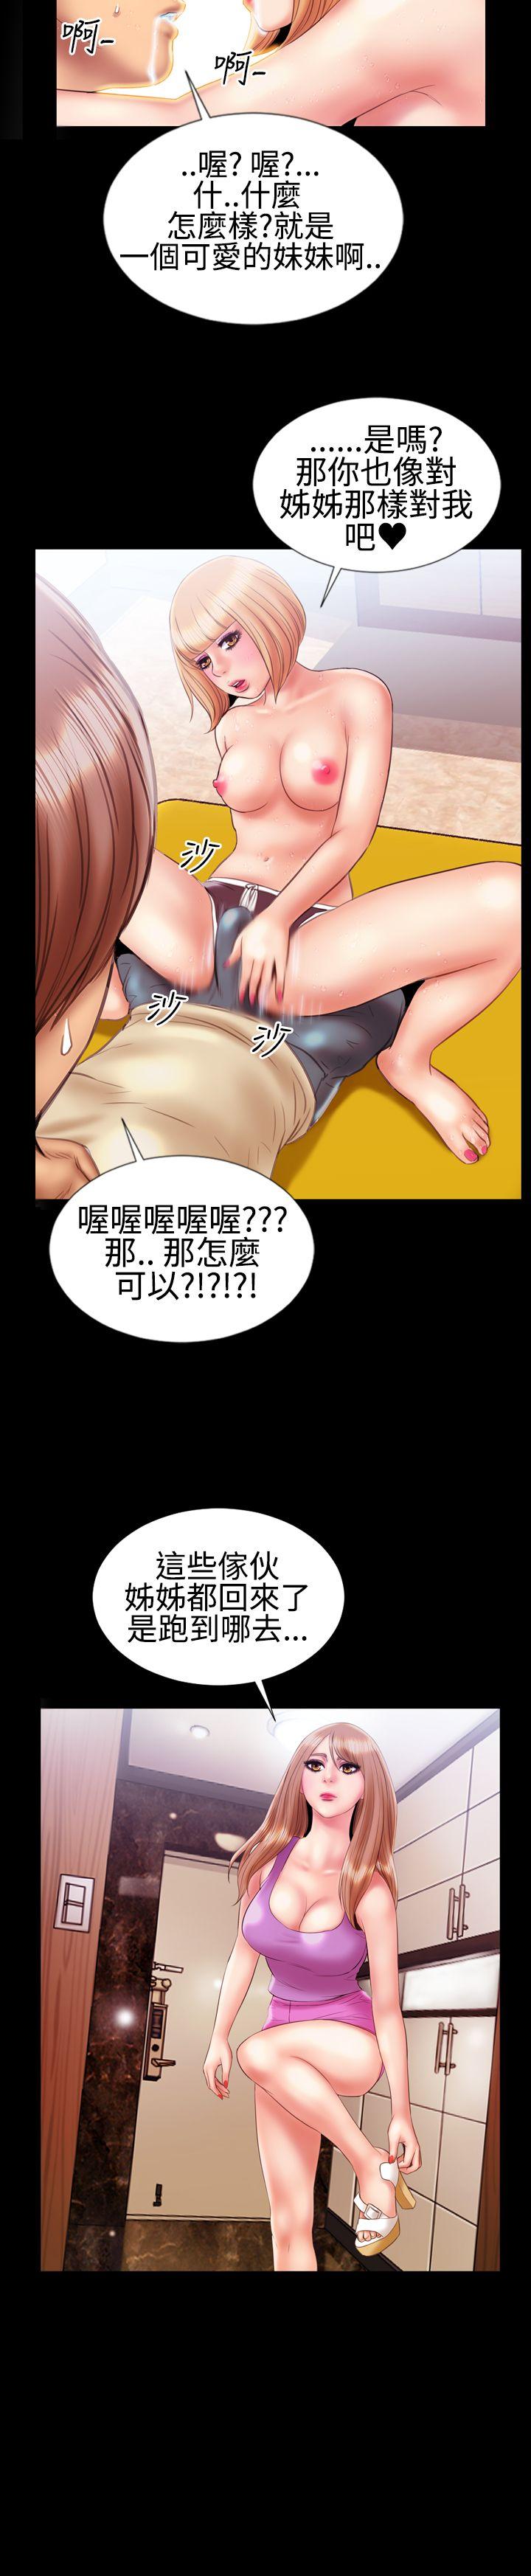 啊~
啊~
..喔? 喔?...
什..什麼
怎麼樣?就是
一個可愛的妹妹啊..
......是嗎?
那你也像對
姊姊那樣對我
吧♥
沙
沙
沙
喔喔喔喔喔???
那.. 那怎麼
可以?!?!?!
這些傢伙
姊姊都回來了
是跑到哪去...